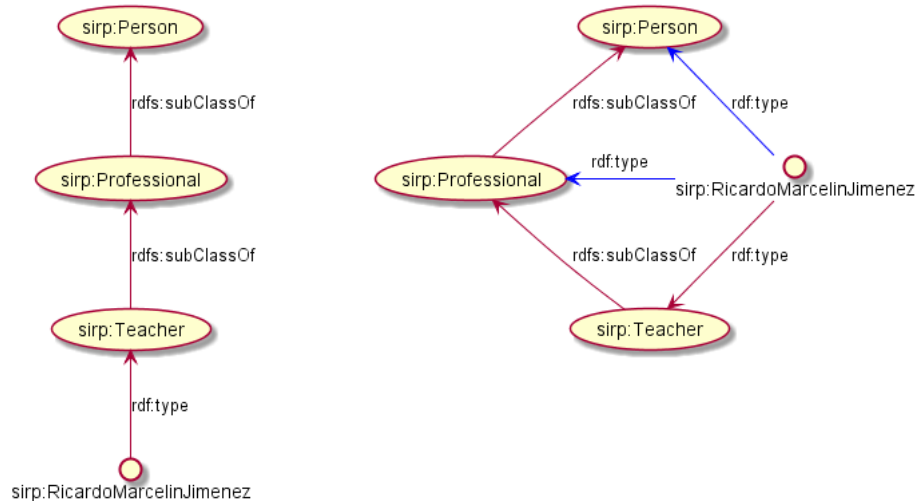 sirp:Person
rdfs:subClassOf
sirp:Professional
rdfs:subClassOf
sirp:Teacher
rdf:type
sirp:RicardoMarcelinJimenez
sirp:Person
rdfs:subClassOf
rdf:type
rdf:type
sirp:Professional
sirp:RicardoMarcelinJimenez
rdfs:subClassOf
rdf:type
sirp:Teacher